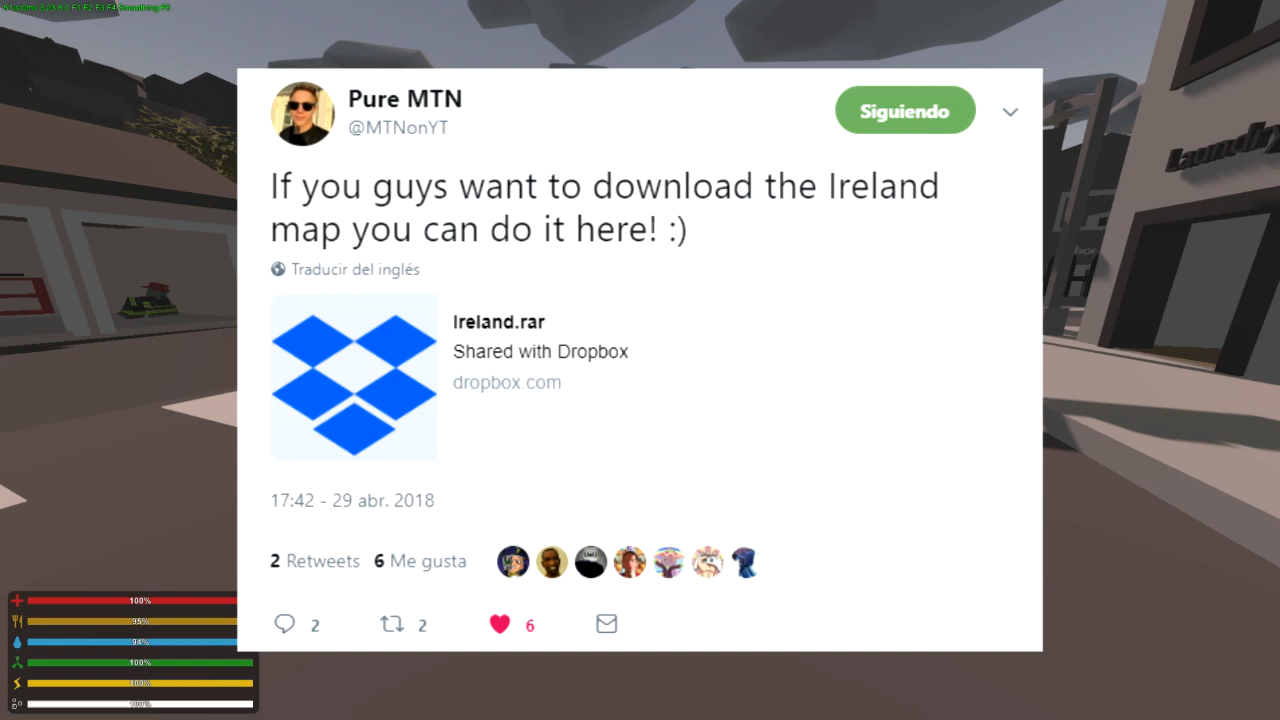 Pure MTN
@MTNonYT
Siguiendo
Laundry
If you guys want to download the Ireland
map you can do it here! :)
Traducir del inglés
Ireland.rar
Shared with Dropbox
dropbox.com
17:42 - 29 abr. 2018
2 Retweets 6 Me gusta
2 2 6
100%
95%
94%
100%
100%
100%